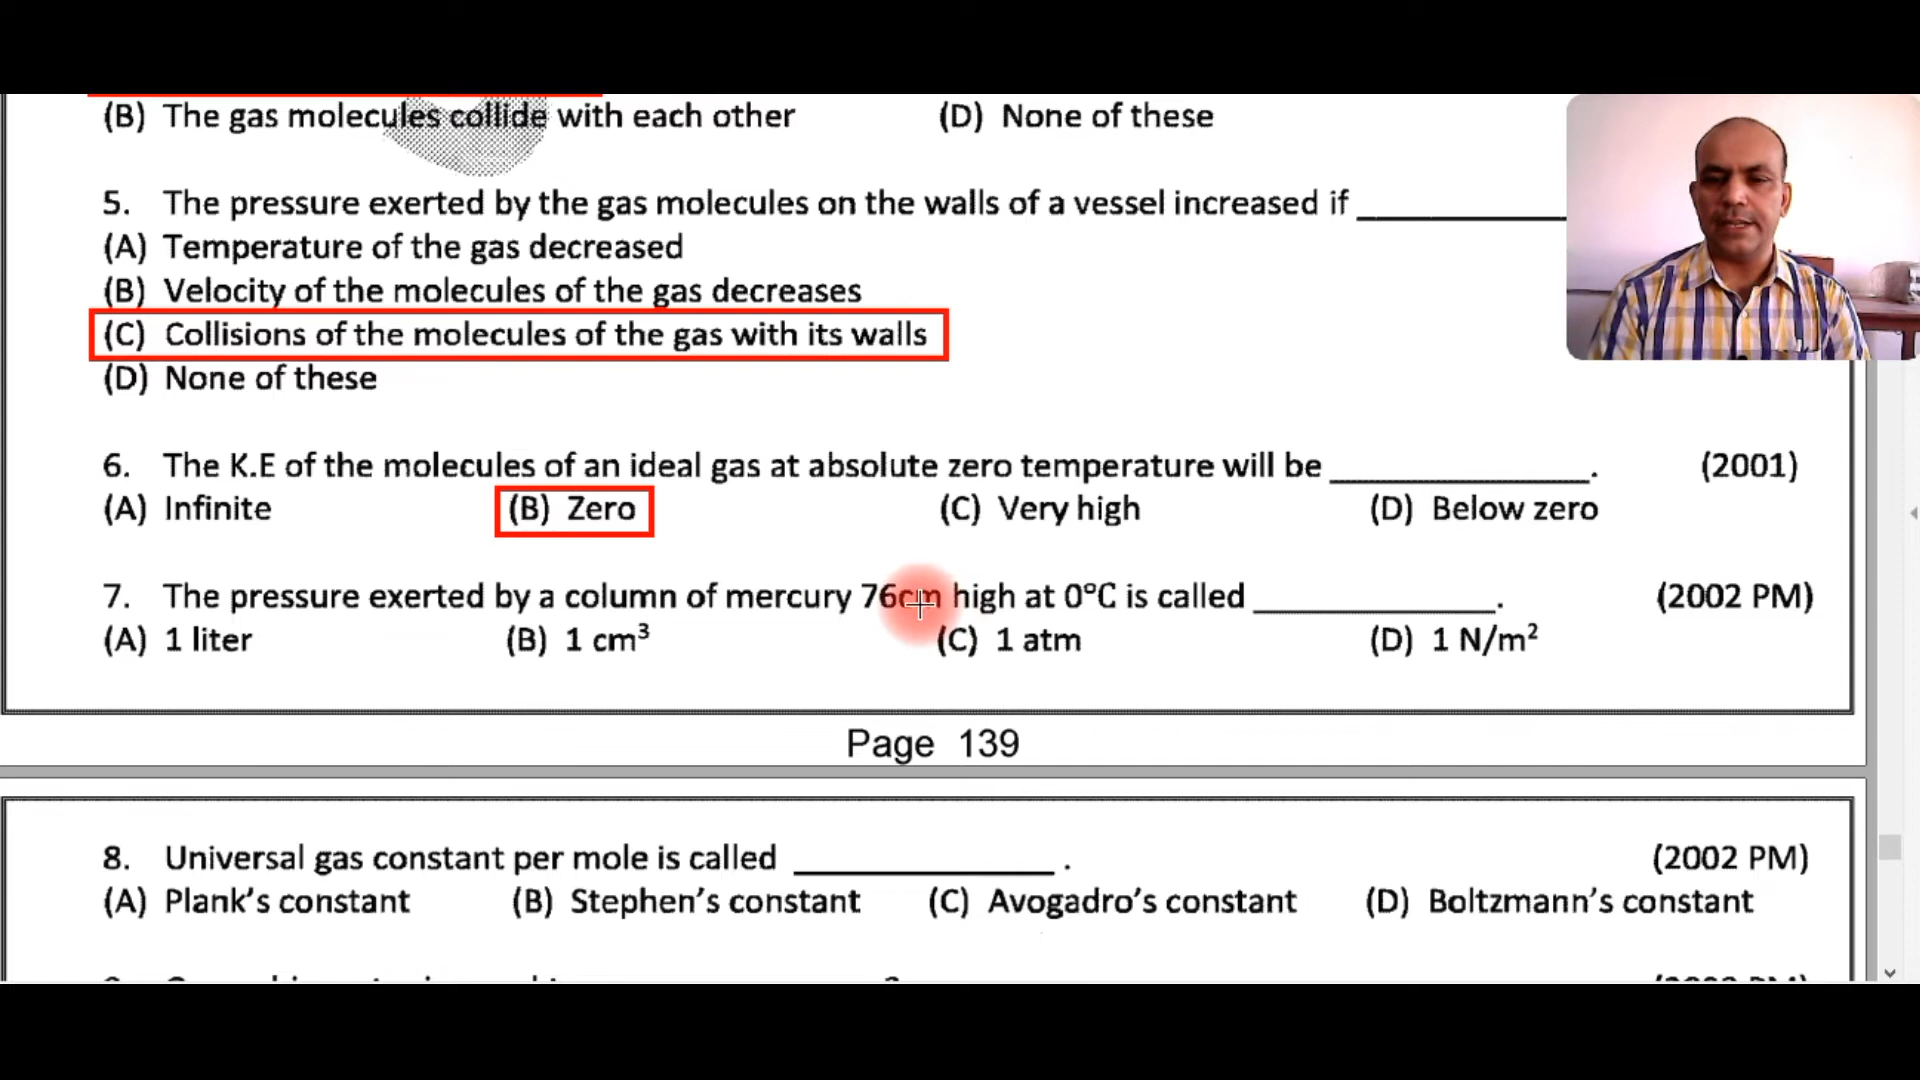 (B) The gas molecules collide with each other (D) None of these
5. The pressure exerted by the gas molecules on the walls of a vessel increased if ____________
(A) Temperature of the gas decreased
(B) Velocity of the molecules of the gas decreases
(C) Collisions of the molecules of the gas with its walls
(D) None of these
6. The K.E of the molecules of an ideal gas at absolute zero temperature will be ______________. (2001)
(A) Infinite (B) Zero (C) Very high (D) Below zero
7. The pressure exerted by a column of mercury 76cm high at 0°C is called _____________. (2002 PM)
(A) 1 liter (B) 1 cm³ (C) 1 atm (D) 1 N/m²
Page 139
8. Universal gas constant per mole is called ______________ . (2002 PM)
(A) Plank's constant (B) Stephen's constant (C) Avogadro's constant (D) Boltzmann's constant